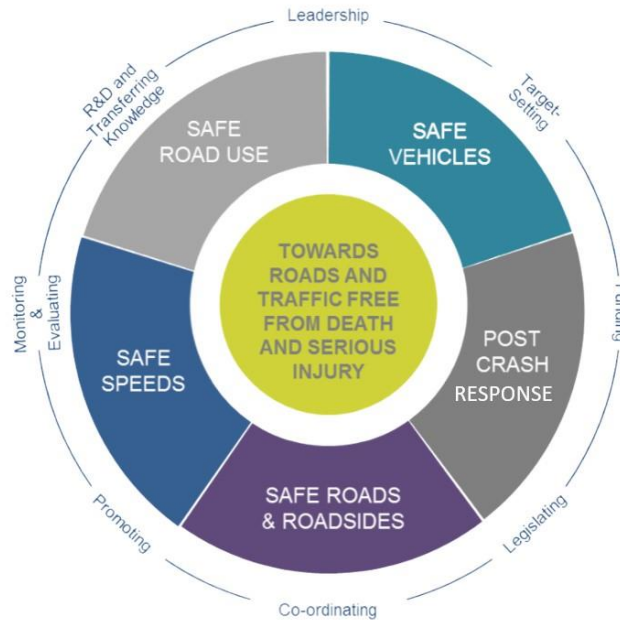 Leadership
Target-
Setting
Funding
Legislating
Co-ordinating
Promoting
Monitoring
&
Evaluating
R&D and
Transferring
Knowledge
SAFE
ROAD USE
SAFE
VEHICLES
POST
CRASH
RESPONSE
SAFE ROADS
& ROADSIDES
SAFE
SPEEDS
TOWARDS
ROADS AND
TRAFFIC FREE
FROM DEATH
AND SERIOUS
INJURY